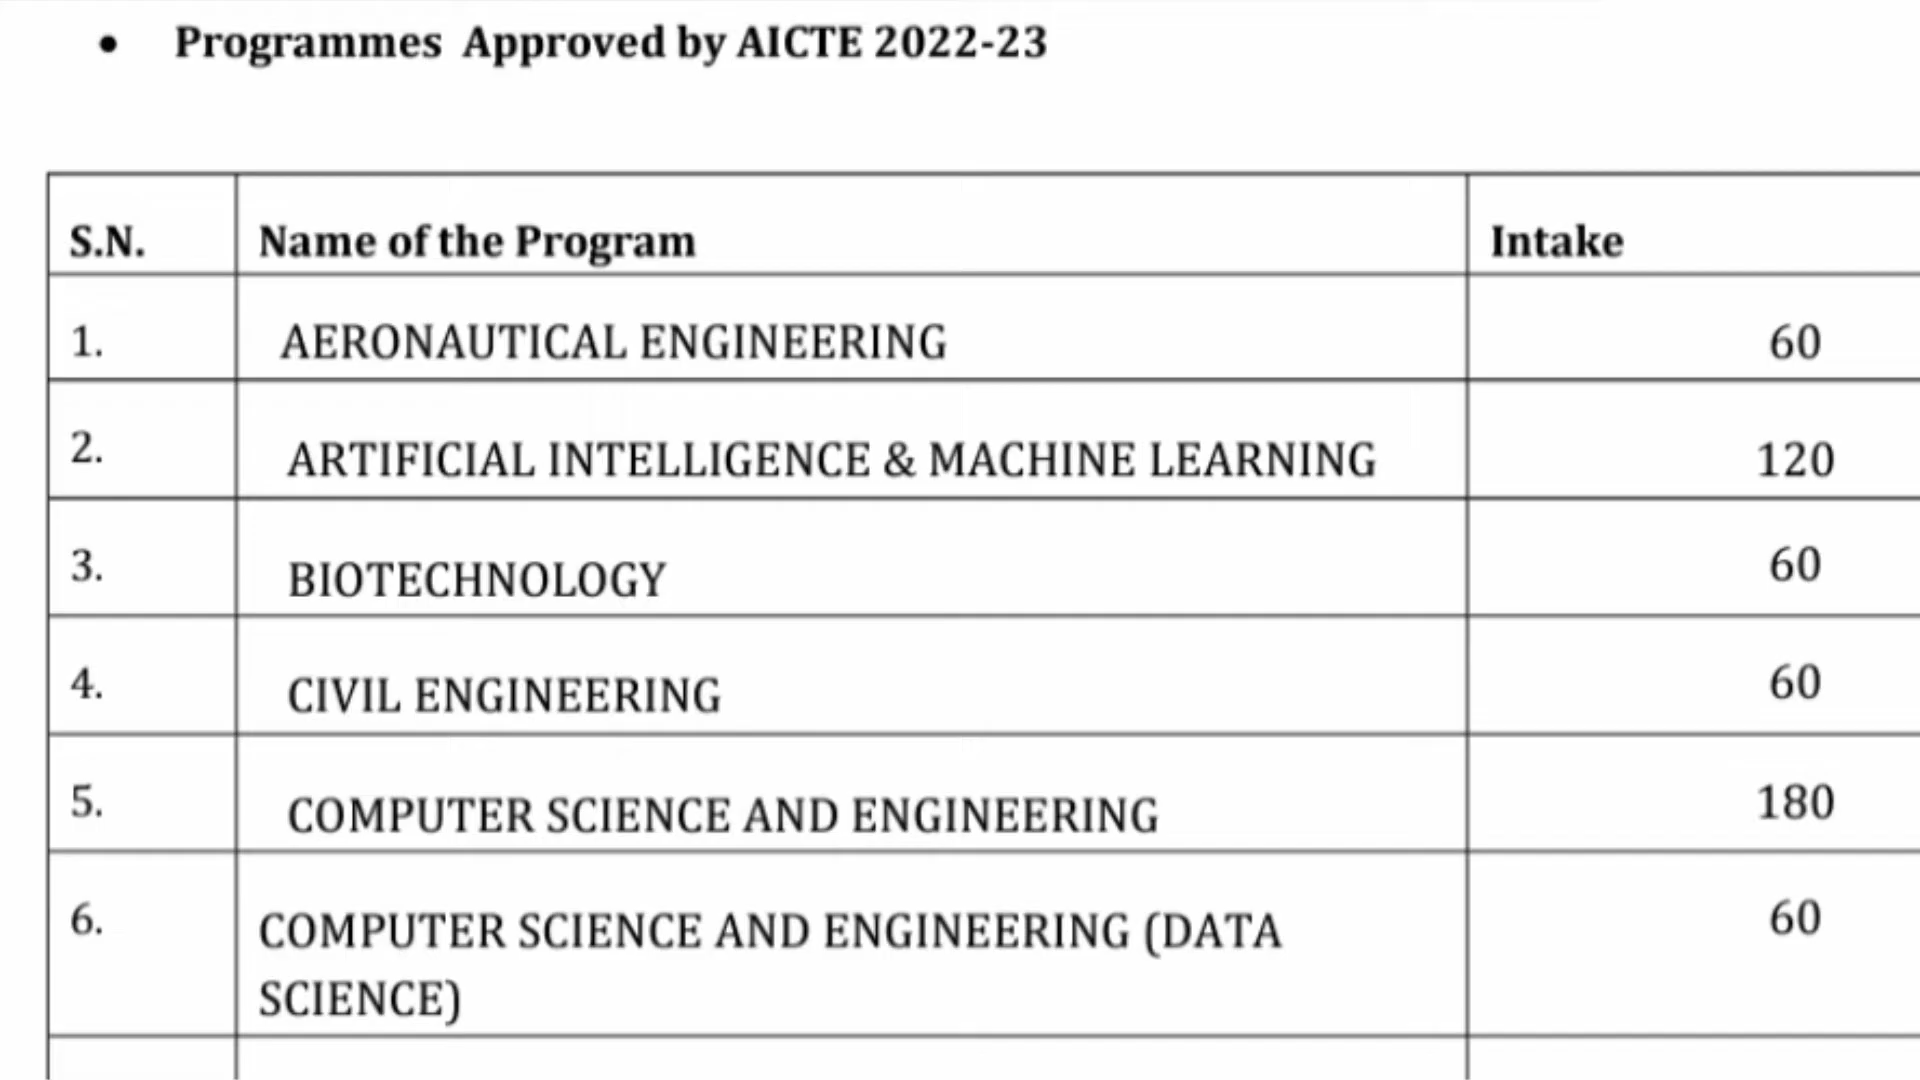 • Programmes Approved by AICTE 2022-23
S.N. Name of the Program Intake
1. AERONAUTICAL ENGINEERING 60
2. ARTIFICIAL INTELLIGENCE & MACHINE LEARNING 120
3. BIOTECHNOLOGY 60
4. CIVIL ENGINEERING 60
5. COMPUTER SCIENCE AND ENGINEERING 180
6. COMPUTER SCIENCE AND ENGINEERING (DATA 60
SCIENCE)